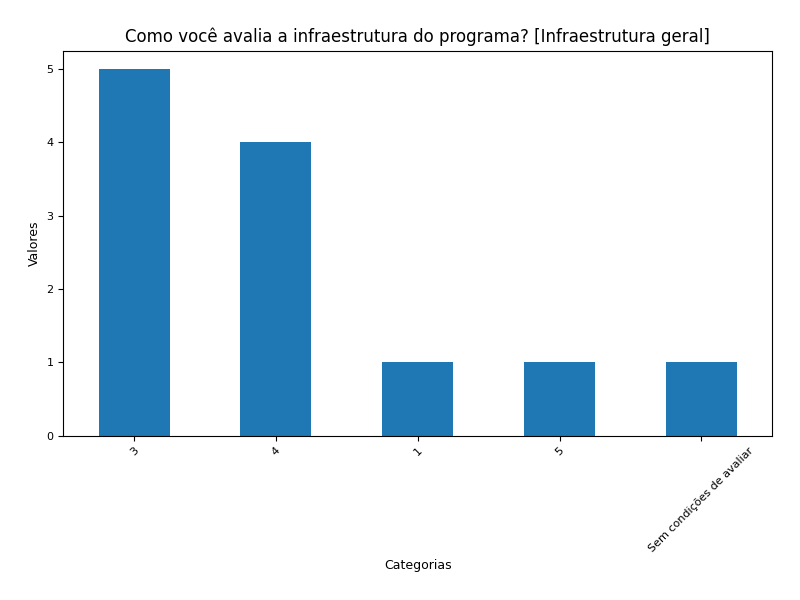 Como você avalia a infraestrutura do programa? [Infraestrutura geral]
5
4
3
2
1
0
Valores
3
4
1
5
Sem condições de avaliar
Categorias